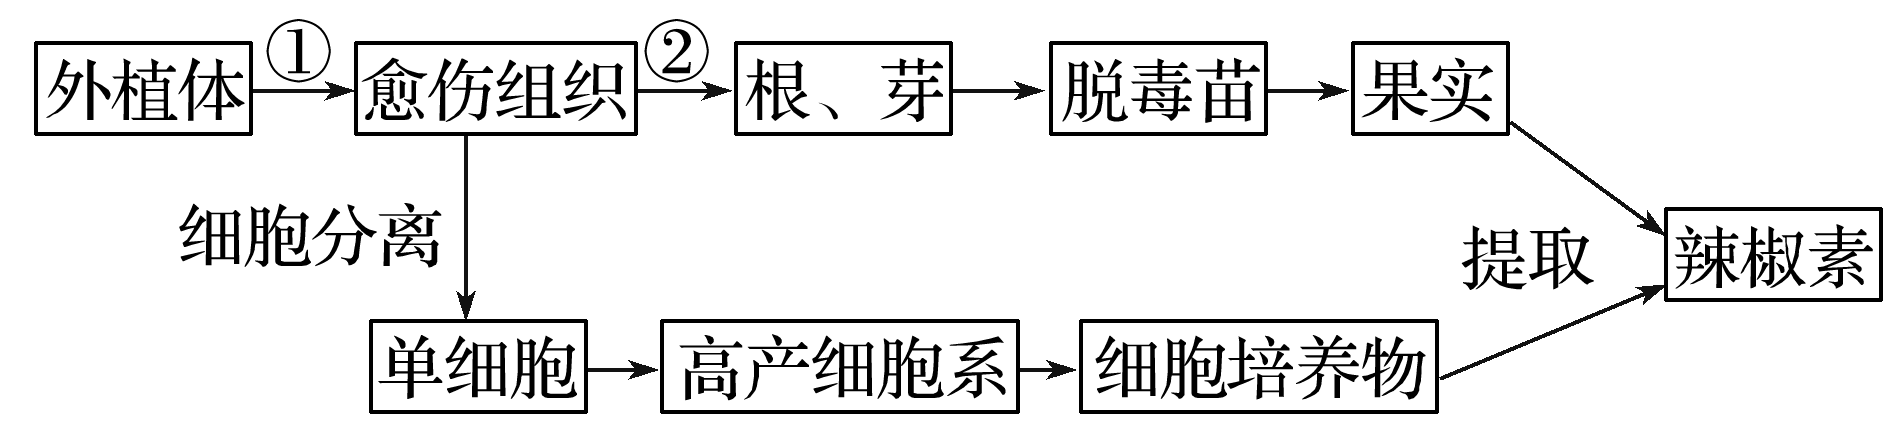 外植体 ① 愈伤组织 ② 根、芽 脱毒苗 果实
细胞分离
提取
辣椒素
单细胞 高产细胞系 细胞培养物